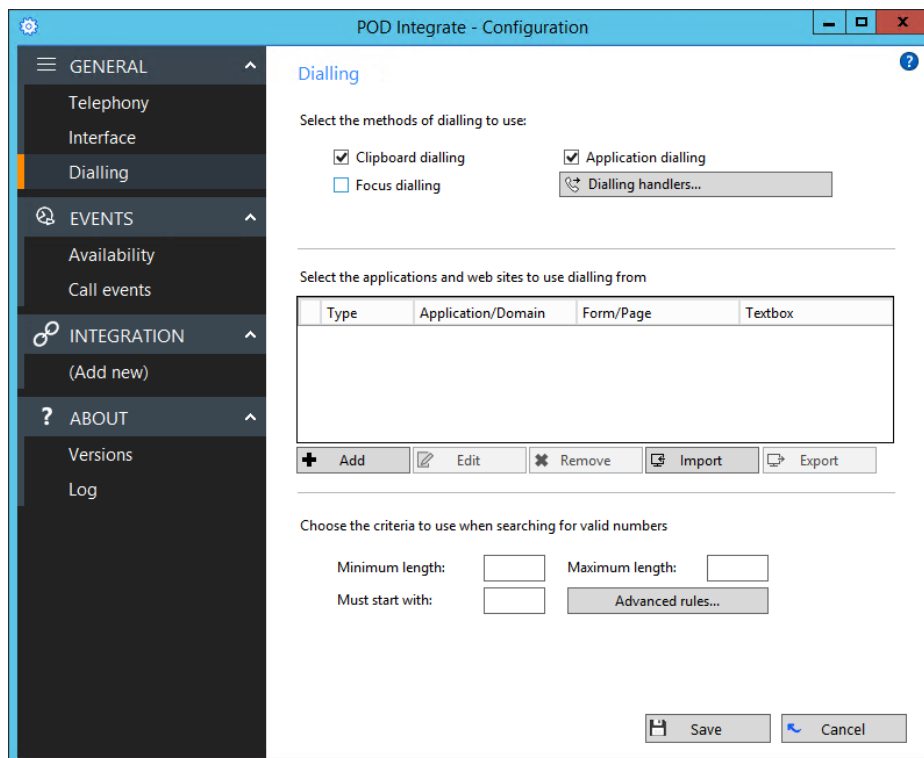 POD Integrate - Configuration
GENERAL
Telephony
Interface
Dialling
EVENTS
Availability
Call events
INTEGRATION
(Add new)
? ABOUT
Versions
Log
?
Dialling
Select the methods of dialling to use:
Clipboard dialling Application dialling
Focus dialling Dialling handlers...
Select the applications and web sites to use dialling from
Type Application/Domain Form/Page Textbox
Add Edit Remove Import Export
Choose the criteria to use when searching for valid numbers
Minimum length: Maximum length:
Must start with: Advanced rules...
Save Cancel